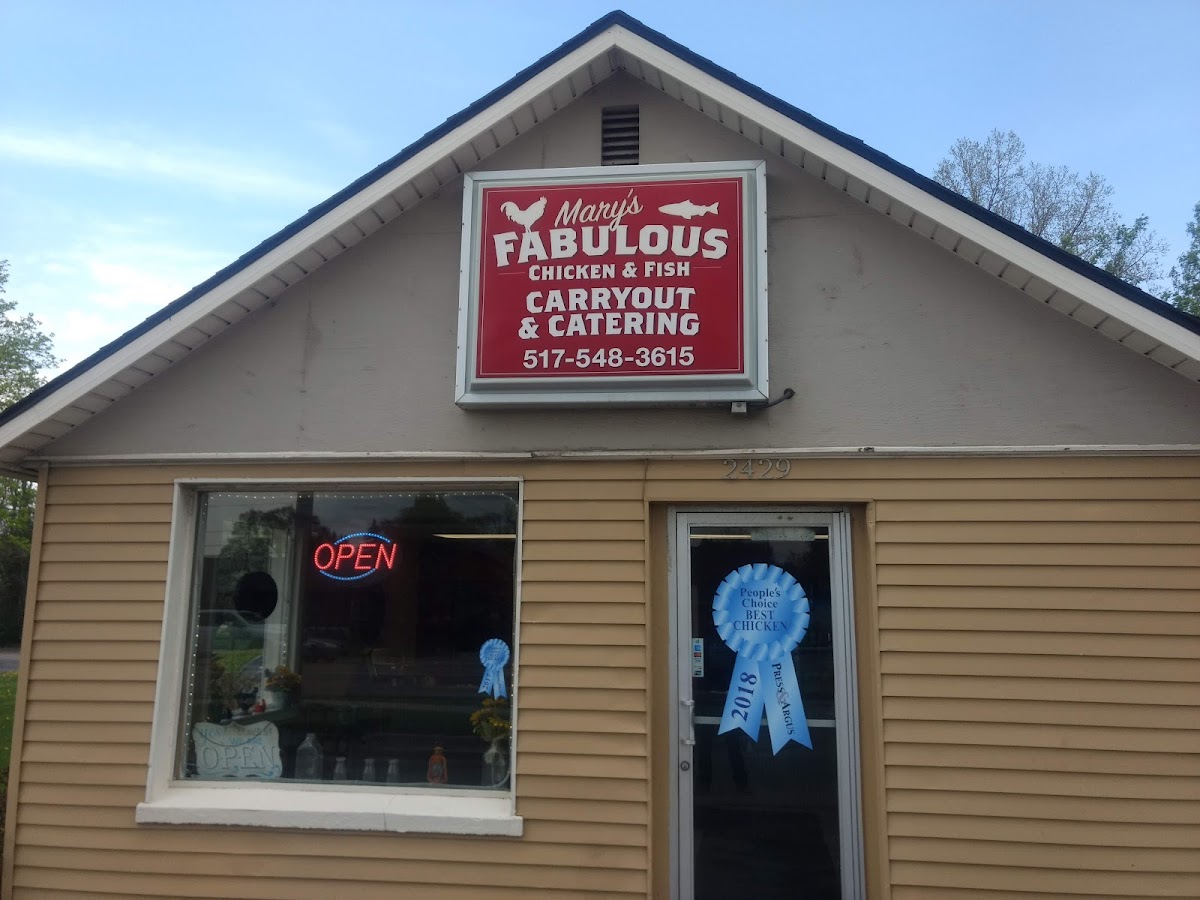 Mary's
FABULOUS
CHICKEN & FISH
CARRYOUT
& CATERING
517-548-3615
2429
OPEN
People's
Choice
BEST
CHICKEN
2018
PRESS & ARGUS
OPEN